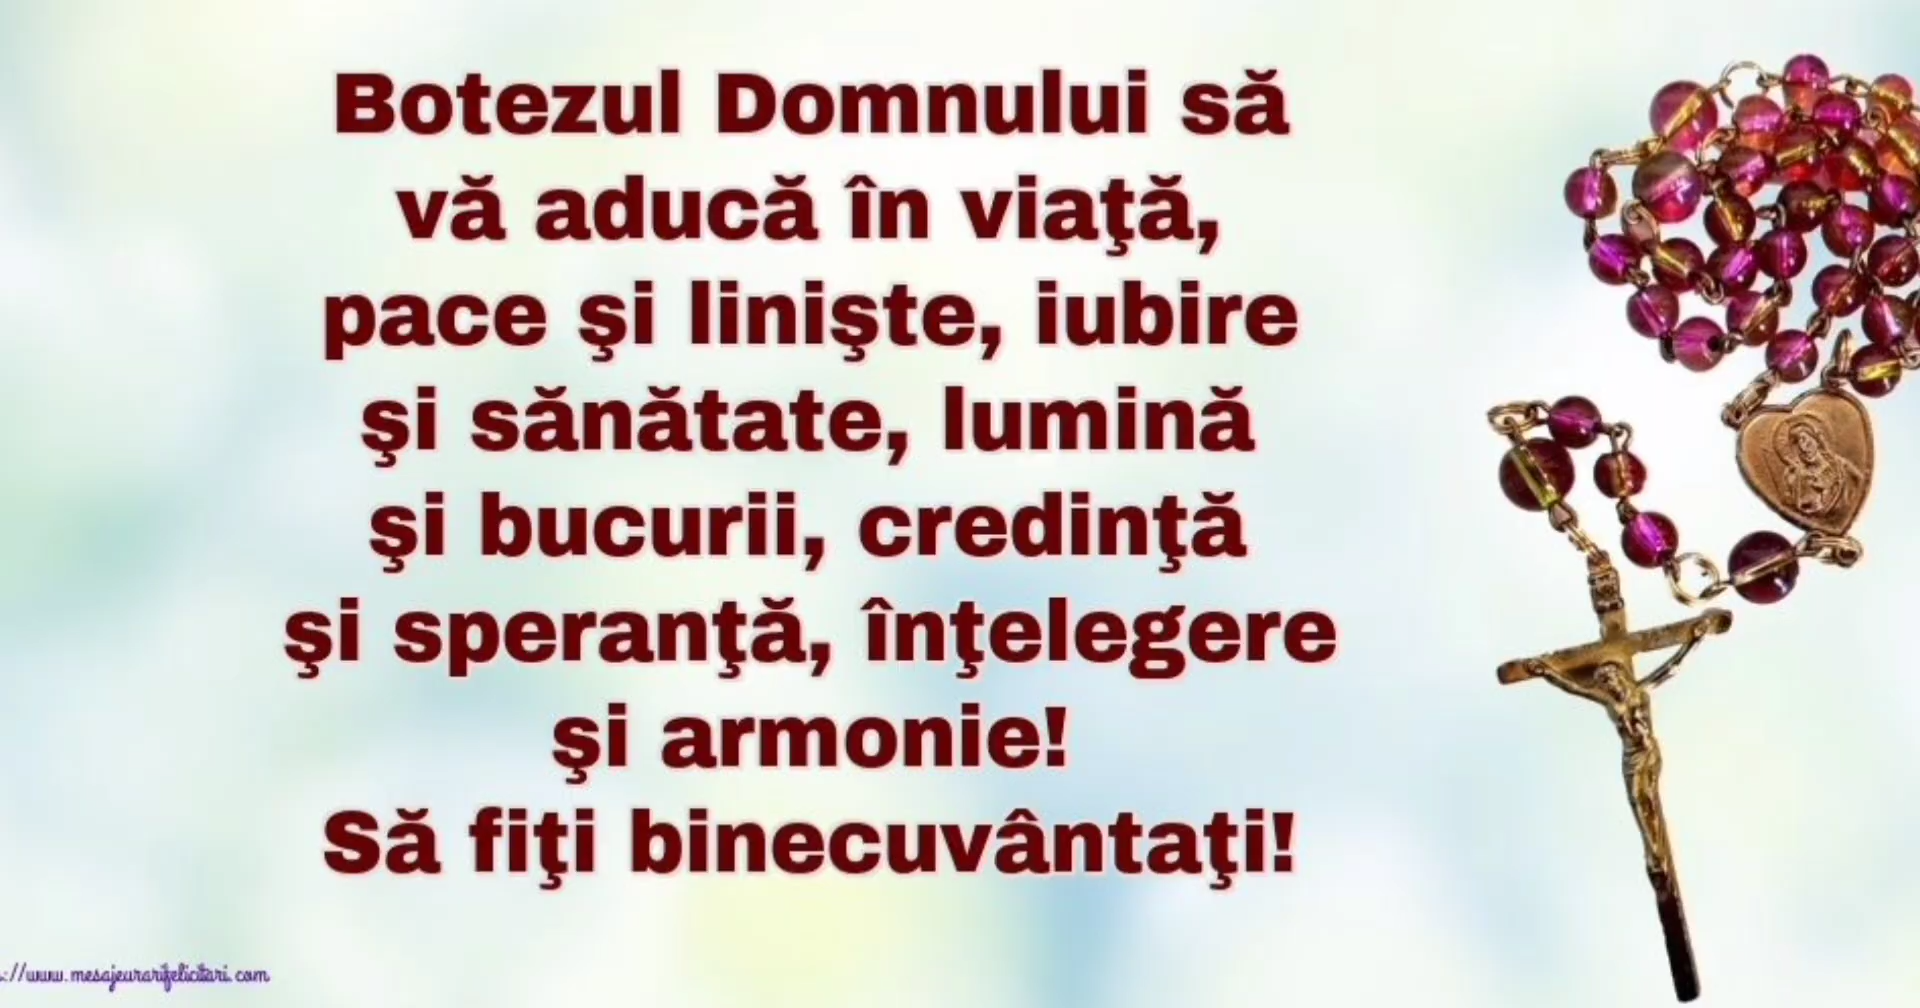 Botezul Domnului să
vă aducă în viaţă,
pace şi linişte, iubire
şi sănătate, lumină
şi bucurii, credinţă
şi speranţă, înţelegere
şi armonie!
Să fiţi binecuvântaţi!
://www.mesajeurarifelicitari.com